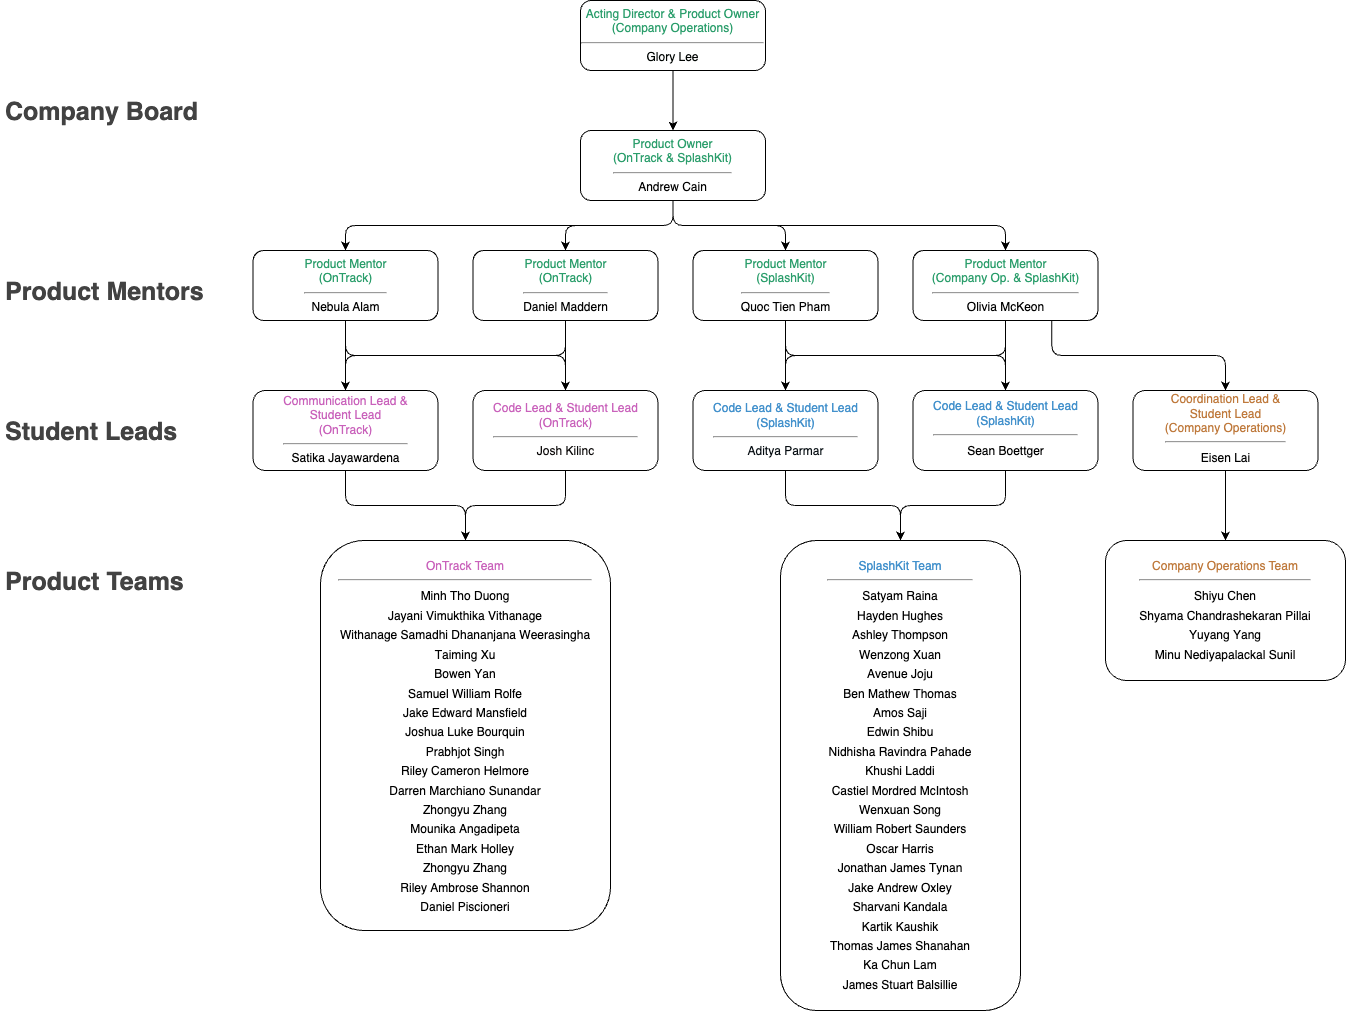 Acting Director & Product Owner
(Company Operations)
Glory Lee
Company Board
Product Owner
(OnTrack & SplashKit)
Andrew Cain
Product Mentors
Product Mentor
(OnTrack)
Nebula Alam
Product Mentor
(OnTrack)
Daniel Maddern
Product Mentor
(SplashKit)
Quoc Tien Pham
Product Mentor
(Company Op. & SplashKit)
Olivia McKeon
Student Leads
Communication Lead &
Student Lead
(OnTrack)
Satika Jayawardena
Code Lead & Student Lead
(OnTrack)
Josh Kilinc
Code Lead & Student Lead
(SplashKit)
Aditya Parmar
Code Lead & Student Lead
(SplashKit)
Sean Boettger
Coordination Lead &
Student Lead
(Company Operations)
Eisen Lai
Product Teams
OnTrack Team
Minh Tho Duong
Jayani Vimukthika Vithanage
Withanage Samadhi Dhananjana Weerasingha
Taiming Xu
Bowen Yan
Samuel William Rolfe
Jake Edward Mansfield
Joshua Luke Bourquin
Prabhjot Singh
Riley Cameron Helmore
Darren Marchiano Sunandar
Zhongyu Zhang
Mounika Angadipeta
Ethan Mark Holley
Zhongyu Zhang
Riley Ambrose Shannon
Daniel Piscioneri
SplashKit Team
Satyam Raina
Hayden Hughes
Ashley Thompson
Wenzong Xuan
Avenue Joju
Ben Mathew Thomas
Amos Saji
Edwin Shibu
Nidhisha Ravindra Pahade
Khushi Laddi
Castiel Mordred McIntosh
Wenxuan Song
William Robert Saunders
Oscar Harris
Jonathan James Tynan
Jake Andrew Oxley
Sharvani Kandala
Kartik Kaushik
Thomas James Shanahan
Ka Chun Lam
James Stuart Balsillie
Company Operations Team
Shiyu Chen
Shyama Chandrashekaran Pillai
Yuyang Yang
Minu Nediyapalackal Sunil